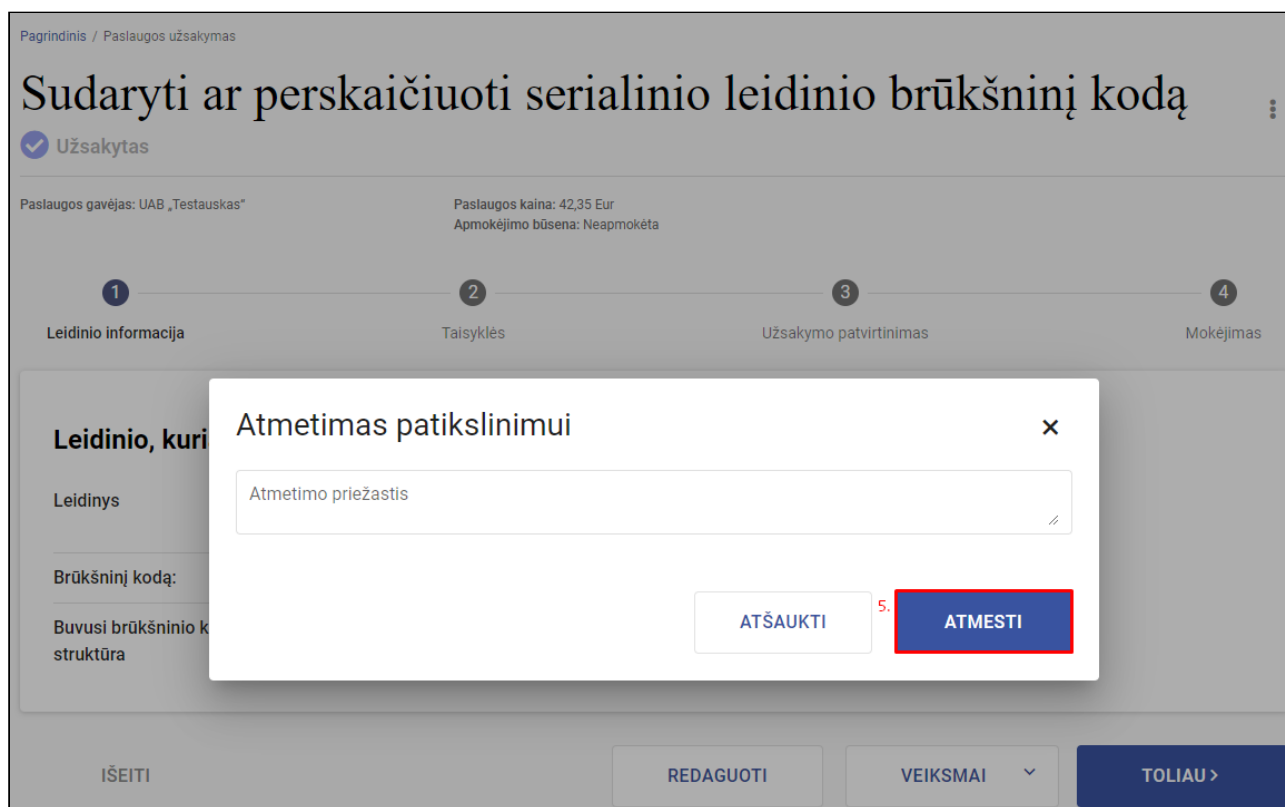 Pagrindinis / Paslaugos užsakymas
Sudaryti ar perskaičiuoti serialinio leidinio brūkšninį kodą
Užsakytas
Paslaugos gavėjas: UAB „Testauskas“
Paslaugos kaina: 42,35 Eur
Apmokėjimo būsena: Neapmokėta
1
2
3
4
Leidinio informacija
Taisyklės
Užsakymo patvirtinimas
Mokėjimas
Atmetimas patikslinimui
Leidinio, kuri
Atmetimo priežastis
Leidinys
Brūkšninį kodą:
Buvusi brūkšninio k
struktūra
ATŠAUKTI
5.
ATMESTI
IŠEITI
REDAGUOTI
VEIKSMAI
TOLIAU >